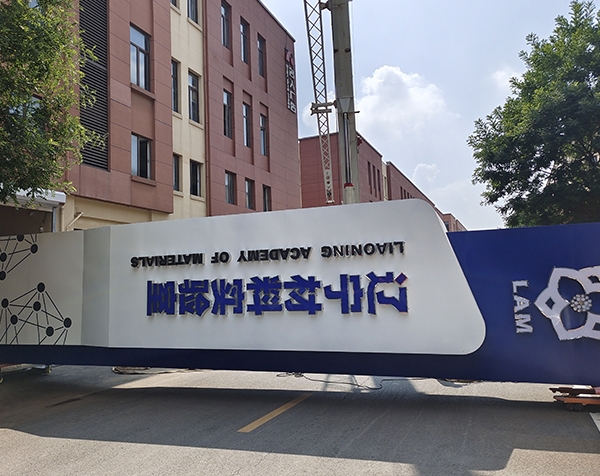 辽宁材料实验室
LIAONING ACADEMY OF MATERIALS
LAM